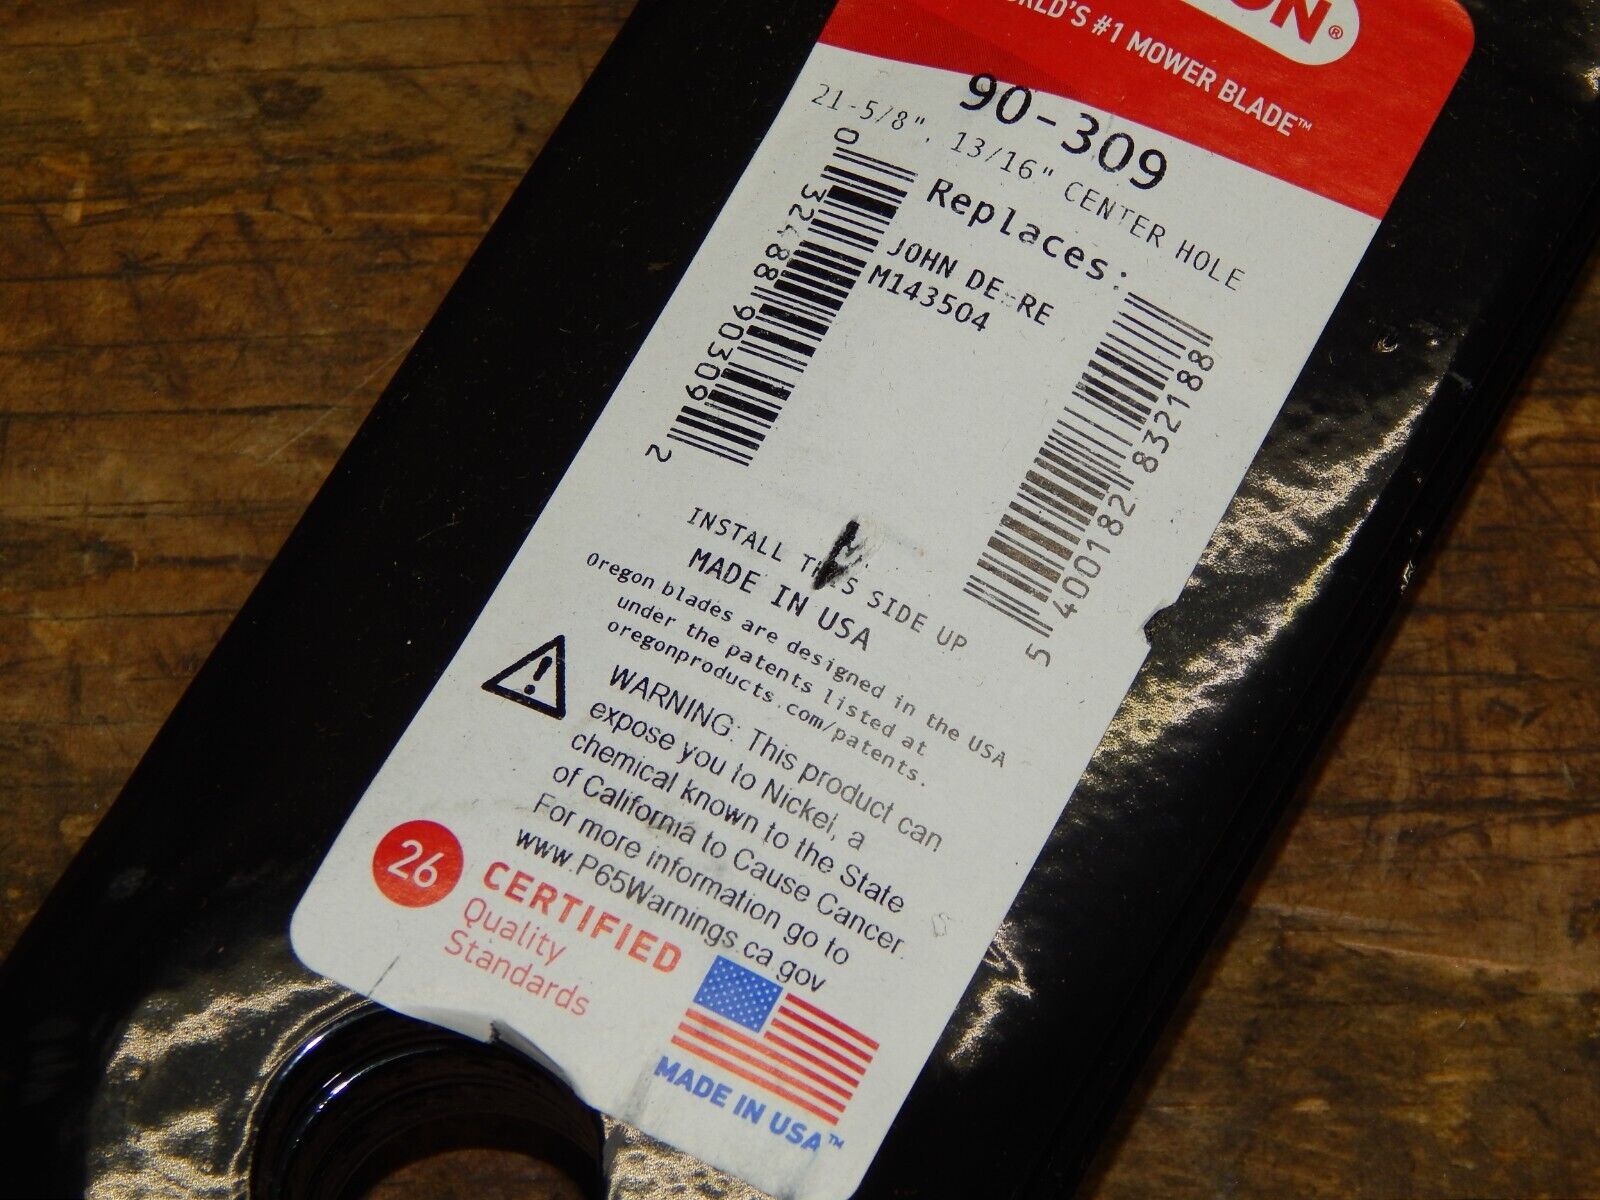 ON®
WORLD'S #1 MOWER BLADE™
90-309
21-5/8", 13/16" CENTER HOLE
Replaces:
JOHN DE-RE
M143504
0 32488 90309 2
5 400182 832188
INSTALL THIS SIDE UP
MADE IN USA
Oregon blades are designed in the USA
under the patents listed at
oregonproducts.com/patents.
WARNING: This product can
expose you to Nickel, a
chemical known to the State
of California to Cause Cancer.
For more information go to
www.P65Warnings.ca.gov
26
CERTIFIED
Quality
Standards
MADE IN USA™